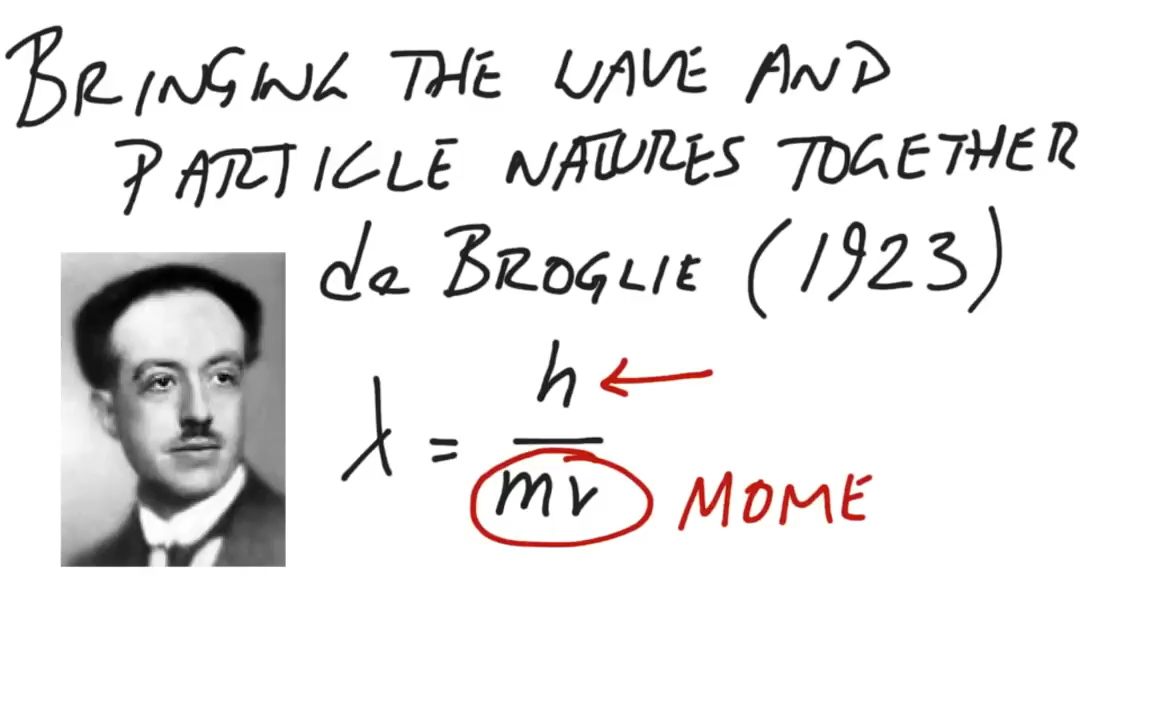 BRINGING THE WAVE AND
PARTICLE NATURES TOGETHER
de BROGLIE (1923)
λ = h / mv
MOME